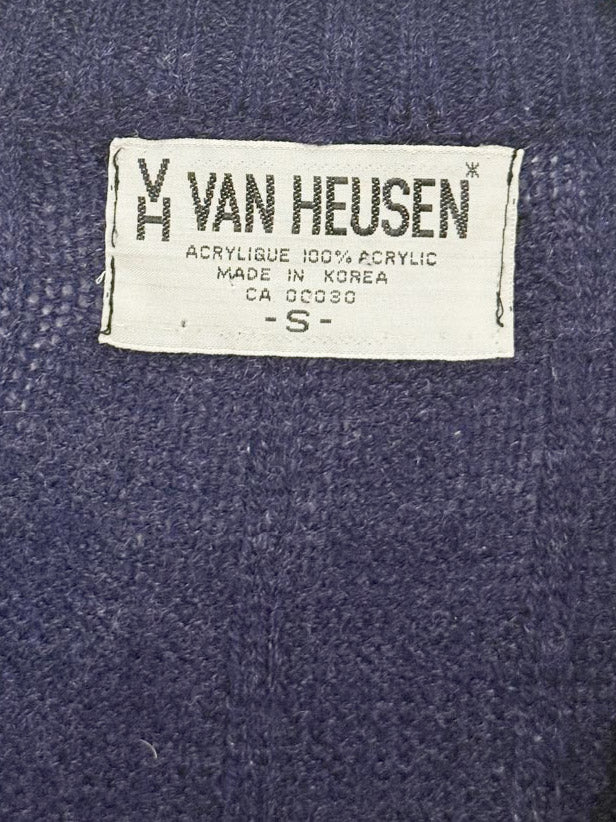 VH VAN HEUSEN*
ACRYLIQUE 100% ACRYLIC
MADE IN KOREA
CA 00030
- S -